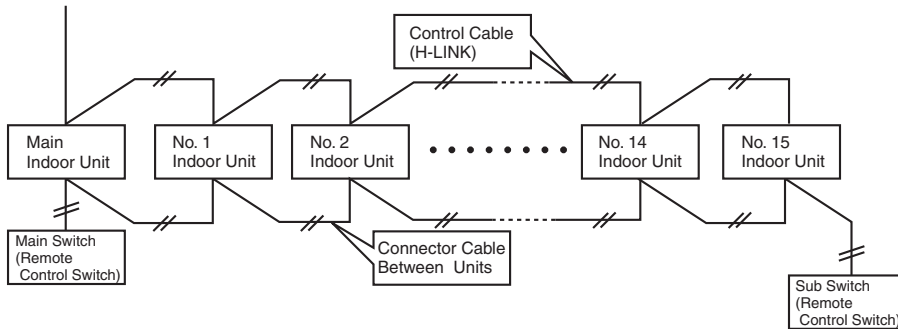 Control Cable
(H-LINK)
Main
Indoor Unit
No. 1
Indoor Unit
No. 2
Indoor Unit
No. 14
Indoor Unit
No. 15
Indoor Unit
Main Switch
(Remote
Control Switch)
Connector Cable
Between Units
Sub Switch
(Remote
Control Switch)